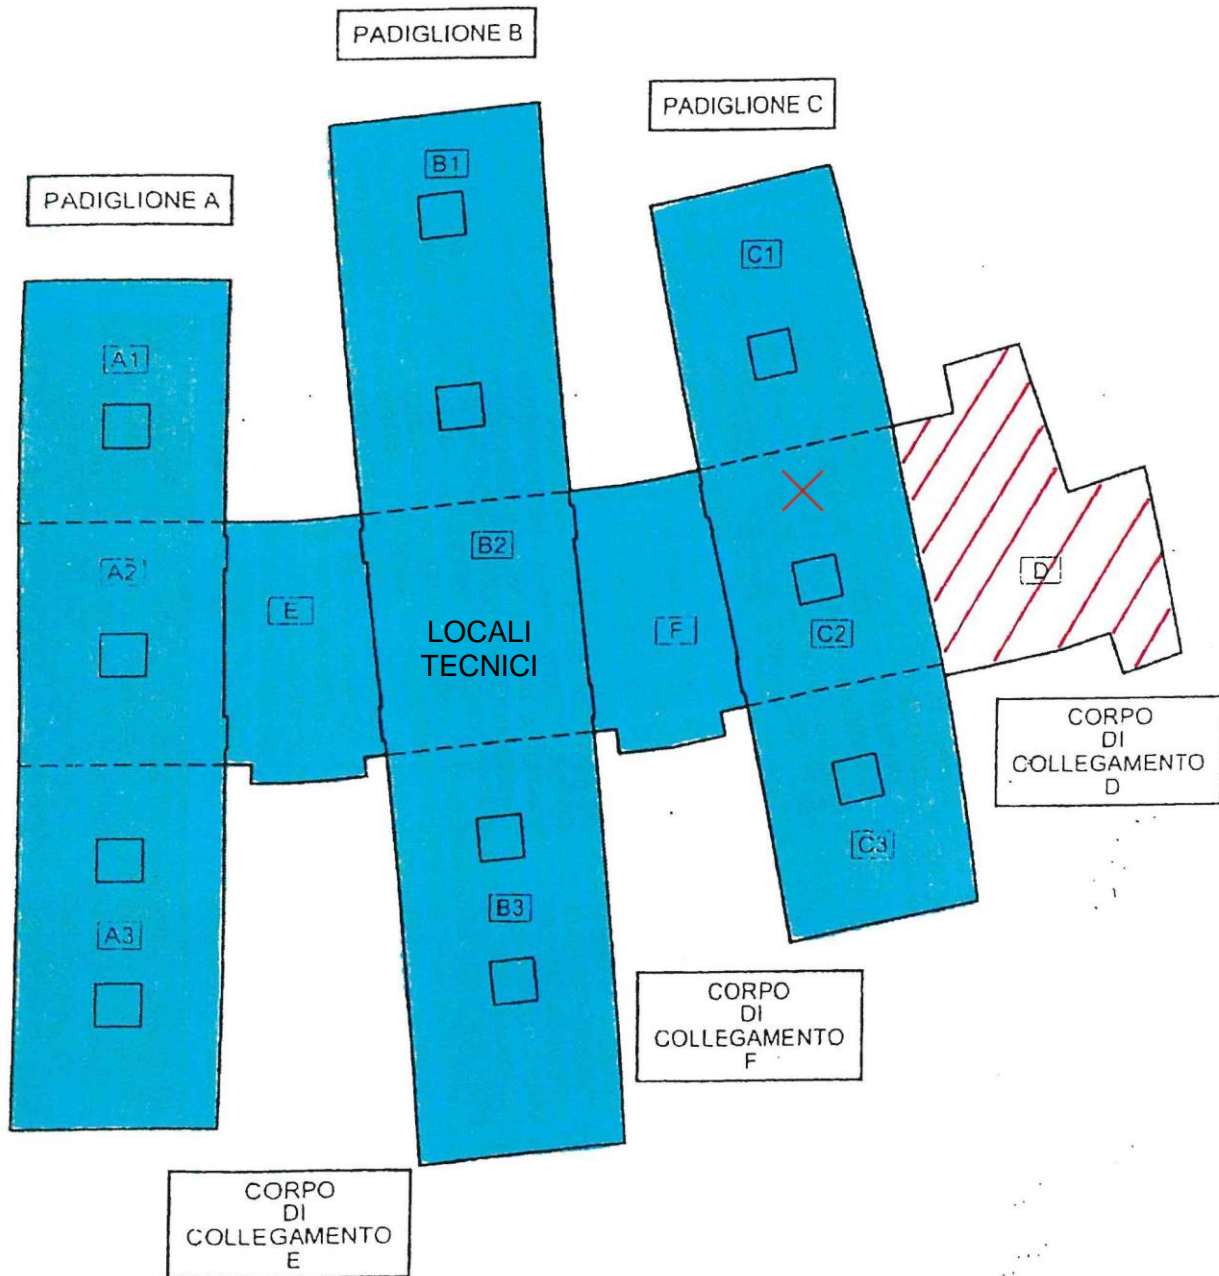 PADIGLIONE B
PADIGLIONE C
PADIGLIONE A
B1
C1
A1
B2
A2
E
LOCALI
TECNICI
F
C2
D
CORPO
DI
COLLEGAMENTO
D
C3
B3
A3
CORPO
DI
COLLEGAMENTO
F
CORPO
DI
COLLEGAMENTO
E